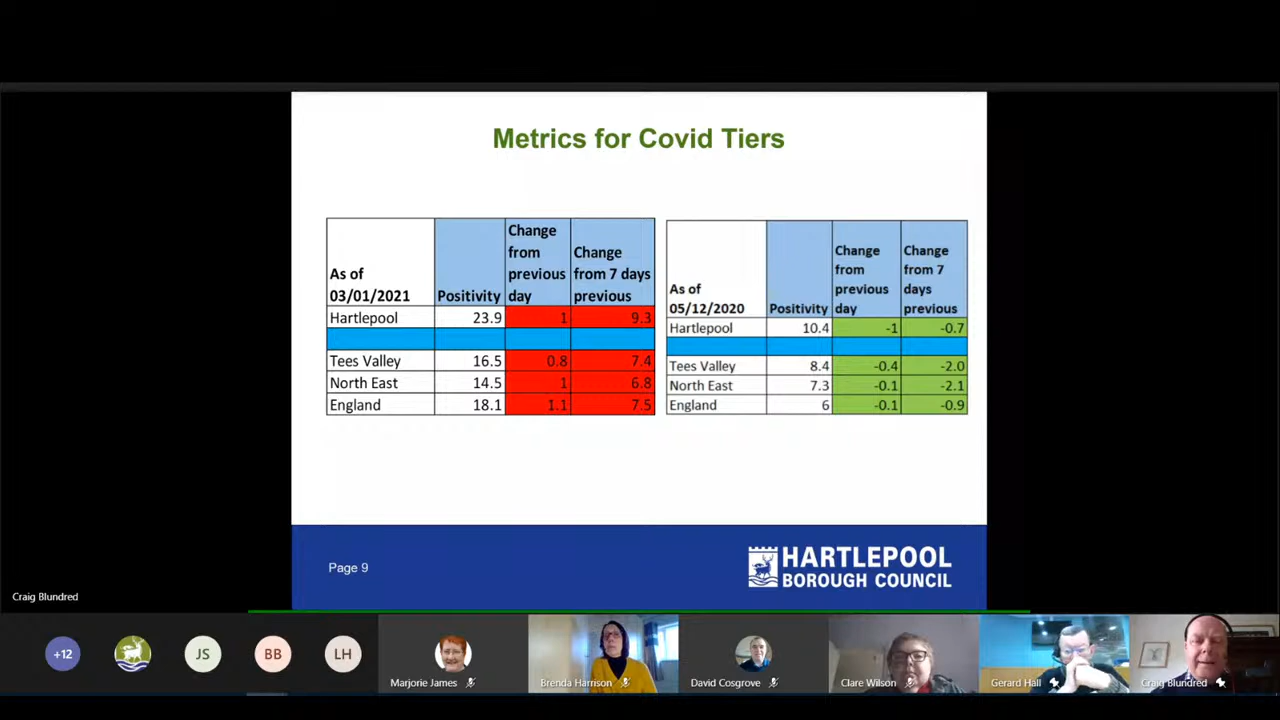 Metrics for Covid Tiers
As of 03/01/2021 Positivity Change from previous day Change from 7 days previous
Hartlepool 23.9 1 9.3
Tees Valley 16.5 0.8 7.4
North East 14.5 1 6.8
England 18.1 1.1 7.5
As of 05/12/2020 Positivity Change from previous day Change from 7 days previous
Hartlepool 10.4 -1 -0.7
Tees Valley 8.4 -0.4 -2.0
North East 7.3 -0.1 -2.1
England 6 -0.1 -0.9
Page 9
HARTLEPOOL
BOROUGH COUNCIL
Craig Blundred
+12 JS BB LH
Marjorie James Brenda Harrison David Cosgrove Clare Wilson Gerard Hall Craig Blundred